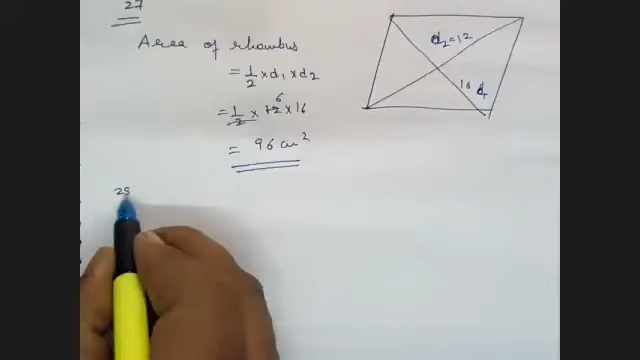 27
Area of rhombus
= 1/2 × d1 × d2
= 1/2 × 12 6 × 16
= 96 cm²
d2 = 12
16 d1
28